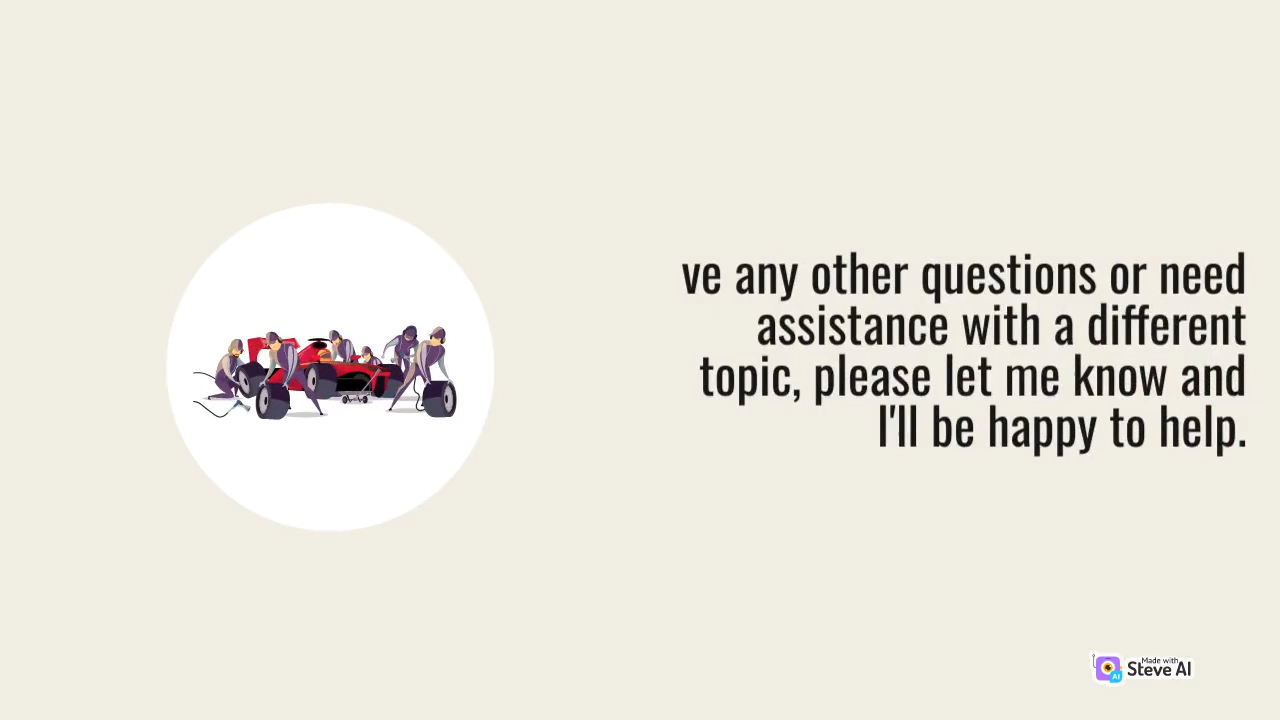 ve any other questions or need
assistance with a different
topic, please let me know and
I'll be happy to help.
Made with
Steve AI
AI